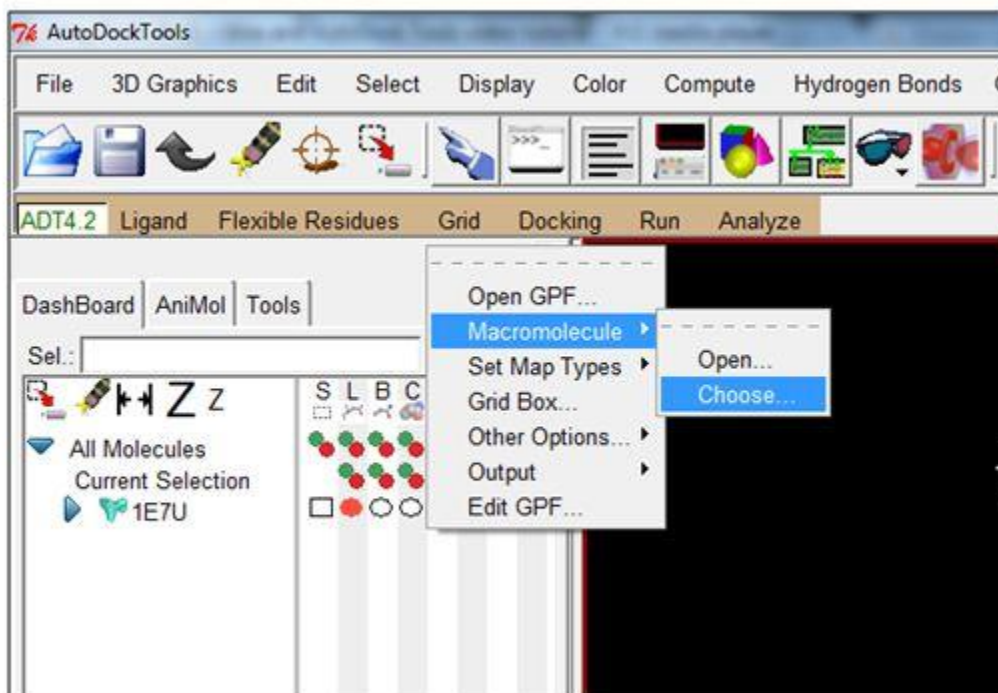 AutoDockTools
File 3D Graphics Edit Select Display Color Compute Hydrogen Bonds
ADT4.2 Ligand Flexible Residues Grid Docking Run Analyze
DashBoard AniMol Tools
Sel.:
S L B C
All Molecules
Current Selection
1E7U
Open GPF...
Macromolecule
Set Map Types
Grid Box...
Other Options...
Output
Edit GPF...
Open...
Choose...